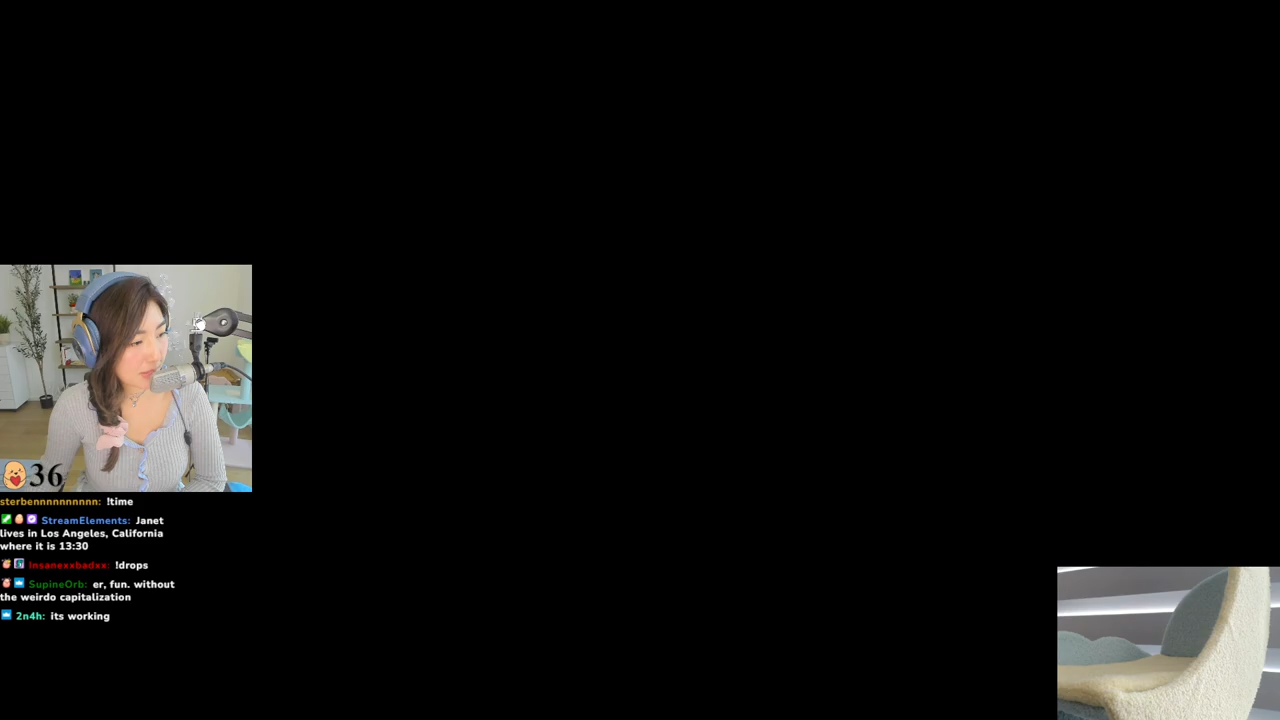 36
sterbennnnnnnnnn: !time
StreamElements: Janet
lives in Los Angeles, California
where it is 13:30
Insanexxbadxx: !drops
SupineOrb: er, fun. without
the weirdo capitalization
2n4h: its working